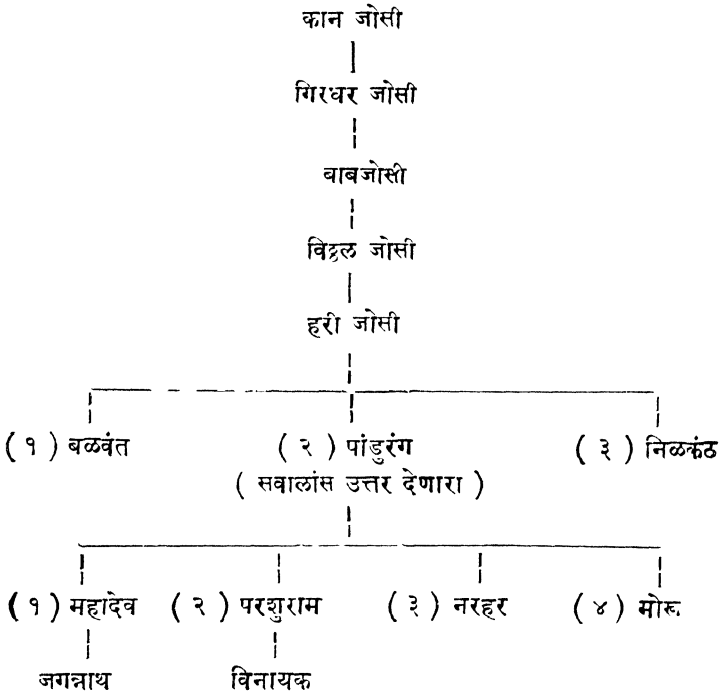 कान जोसी
गिरधर जोसी
बाबजोसी
विठ्ठल जोसी
हरी जोसी
( १ ) बळवंत ( २ ) पांडुरंग ( ३ ) निळकंठ
( सवालांस उत्तर देणारा )
( १ ) महादेव ( २ ) परशुराम ( ३ ) नरहर ( ४ ) मोरू
जगन्नाथ विनायक